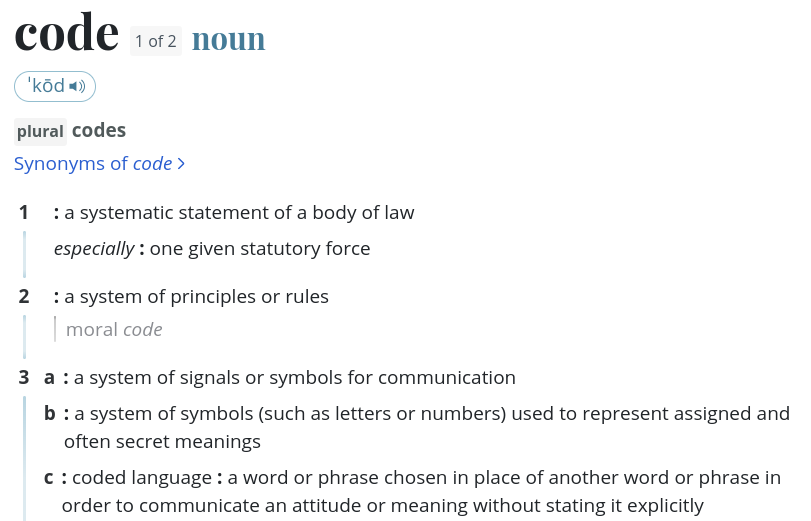 code 1 of 2 noun
ˈkōd
plural codes
Synonyms of code
1 : a systematic statement of a body of law
especially : one given statutory force
2 : a system of principles or rules
moral code
3 a : a system of signals or symbols for communication
b : a system of symbols (such as letters or numbers) used to represent assigned and
often secret meanings
c : coded language : a word or phrase chosen in place of another word or phrase in
order to communicate an attitude or meaning without stating it explicitly